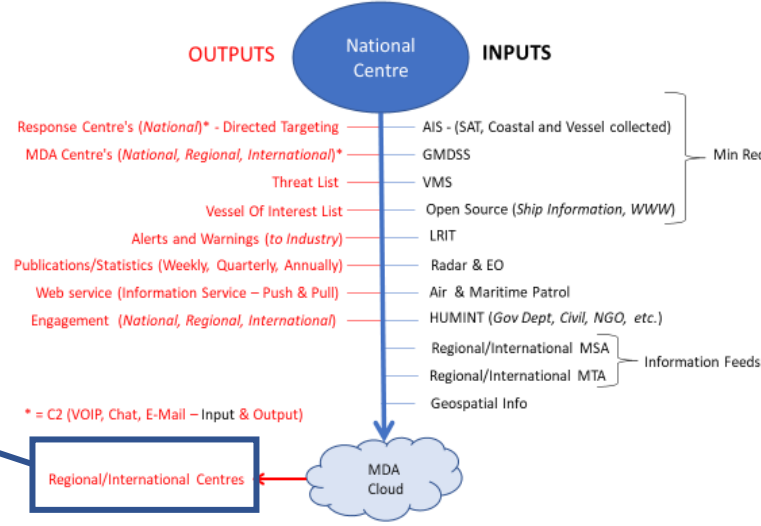 OUTPUTS
National
Centre
INPUTS
Response Centre's (National)* - Directed Targeting
MDA Centre's (National, Regional, International)*
Threat List
Vessel Of Interest List
Alerts and Warnings (to Industry)
Publications/Statistics (Weekly, Quarterly, Annually)
Web service (Information Service – Push & Pull)
Engagement (National, Regional, International)
AIS - (SAT, Coastal and Vessel collected)
GMDSS
VMS
Open Source (Ship Information, WWW)
LRIT
Radar & EO
Air & Maritime Patrol
HUMINT (Gov Dept, Civil, NGO, etc.)
Regional/International MSA
Regional/International MTA
Geospatial Info
Min
Information Feeds
* = C2 (VOIP, Chat, E-Mail – Input & Output)
Regional/International Centres
MDA
Cloud